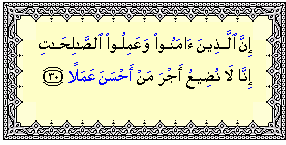 إِنَّ ٱلَّذِينَ ءَامَنُوا۟ وَعَمِلُوا۟ ٱلصَّـٰلِحَـٰتِ
إِنَّا لَا نُضِيعُ أَجْرَ مَنْ أَحْسَنَ عَمَلًا ﴿٣٠﴾